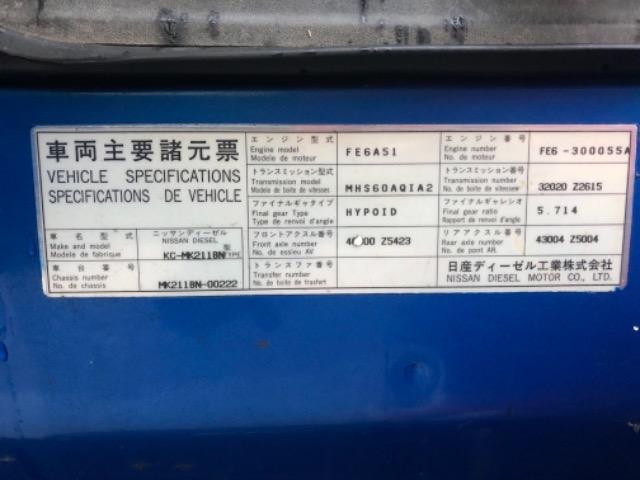 車両主要諸元票
VEHICLE SPECIFICATIONS
SPECIFICATIONS DE VEHICLE
車名型式
Make and model
Modele de fabrique
ニッサンディーゼル
NISSAN DIESEL
型
KC-MK211BN TYPE
車台番号
Chassis number
No. de chassis
MK211BN-00222
エンジン型式
Engine model
Modele de moteur
FE6A51
トランスミッション型式
Transmission model
Modele de boite de vitesses
MHS60AQIA2
ファイナルギヤタイプ
Final gear Type
Type de renvoi d'angle
HYPOID
フロントアクスル番号
Front axle number
No. de essieu AV
Z5423
トランスファ番号
Transfer number
No. de boite de trasfert
エンジン番号
Engine number
No. de moteur
FE6-300055A
トランスミッション番号
Transmission number
No. de boite de vitesses
32020 Z2615
ファイナルギャレシオ
Final gear ratio
Rapport de renvoi d'angle
5.714
リアアクスル番号
Rear axle number
No. de pont AR.
43004 Z5004
日産ディーゼル工業株式会社
NISSAN DIESEL MOTOR CO., LTD.